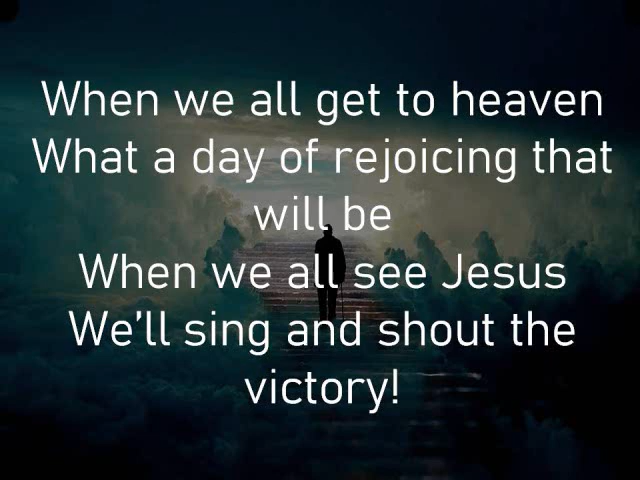 When we all get to heaven
What a day of rejoicing that
will be
When we all see Jesus
We’ll sing and shout the
victory!